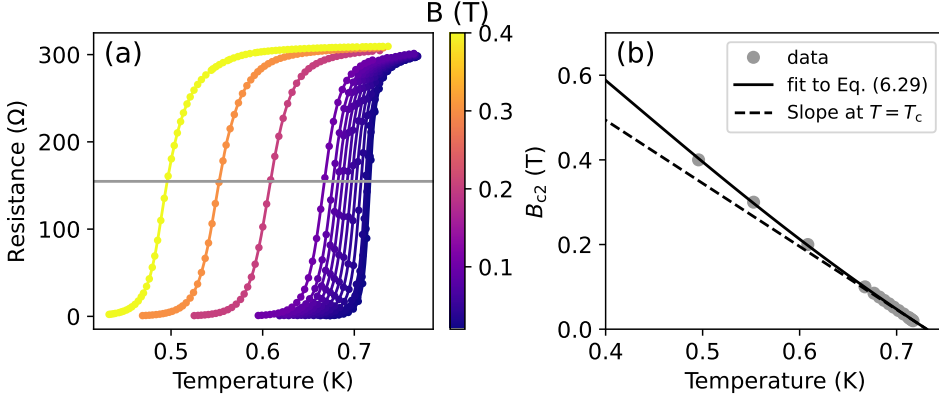 B (T)
(a)
Resistance (Ω)
300
200
100
0
0.5
0.6
0.7
Temperature (K)
0.4
0.3
0.2
0.1
(b)
data
fit to Eq. (6.29)
Slope at T = Tc
Bc2 (T)
0.6
0.4
0.2
0.0
0.4
0.5
0.6
0.7
Temperature (K)